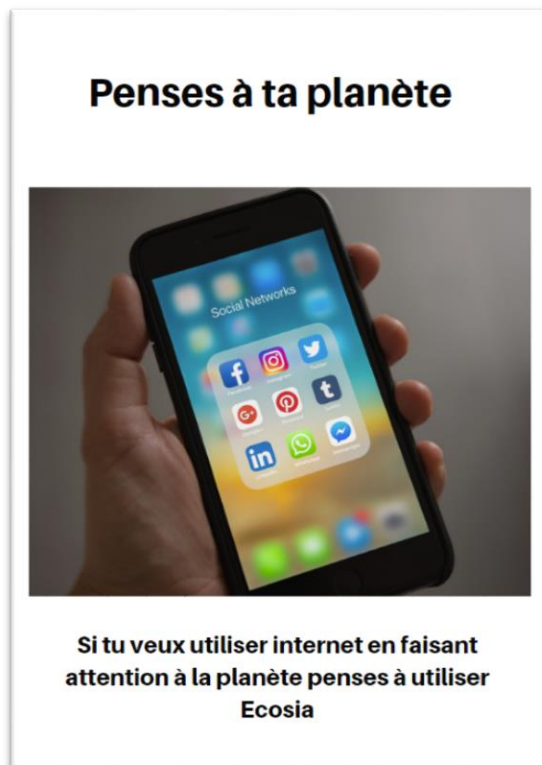 Penses à ta planète
Social Networks
Si tu veux utiliser internet en faisant
attention à la planète penses à utiliser
Ecosia